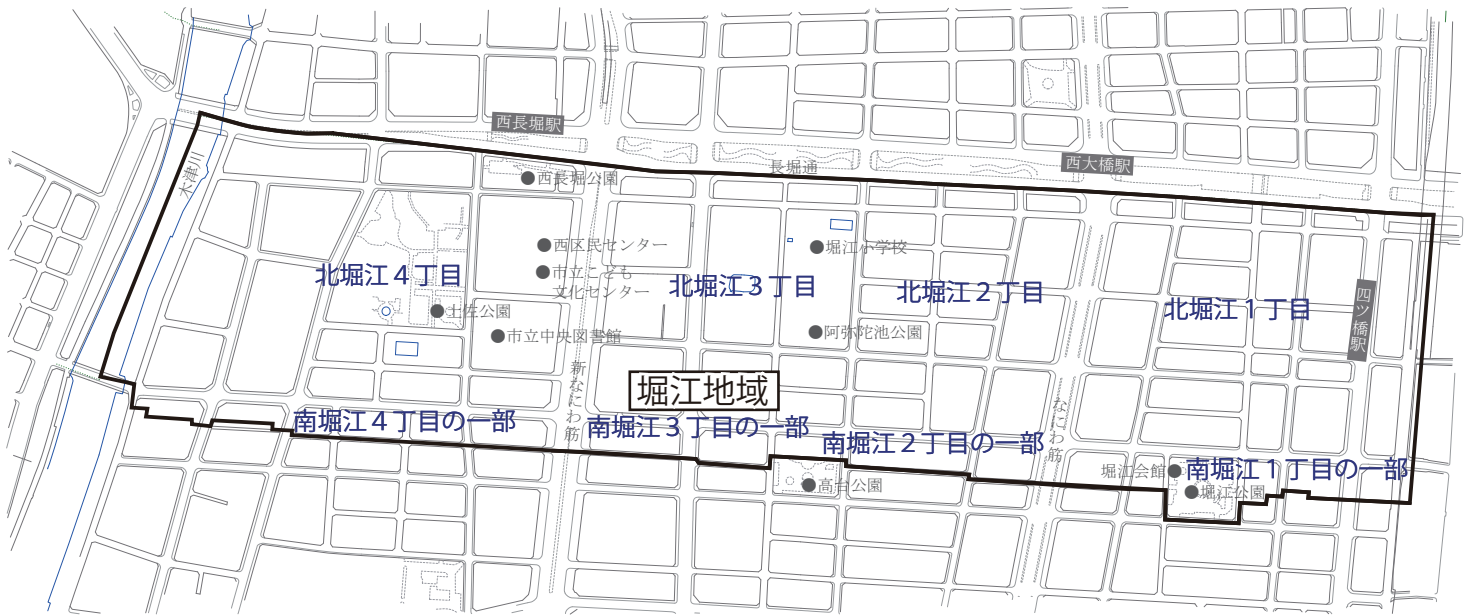 西長堀駅
長堀通
西大橋駅
木津川
西長堀公園
西区民センター
市立こども
文化センター
堀江小学校
北堀江４丁目
北堀江３丁目
北堀江２丁目
北堀江１丁目
四ツ橋駅
土佐公園
市立中央図書館
阿弥陀池公園
新なにわ筋
堀江地域
なにわ筋
南堀江４丁目の一部
南堀江３丁目の一部
南堀江２丁目の一部
南堀江１丁目の一部
堀江会館
高台公園
堀江公園